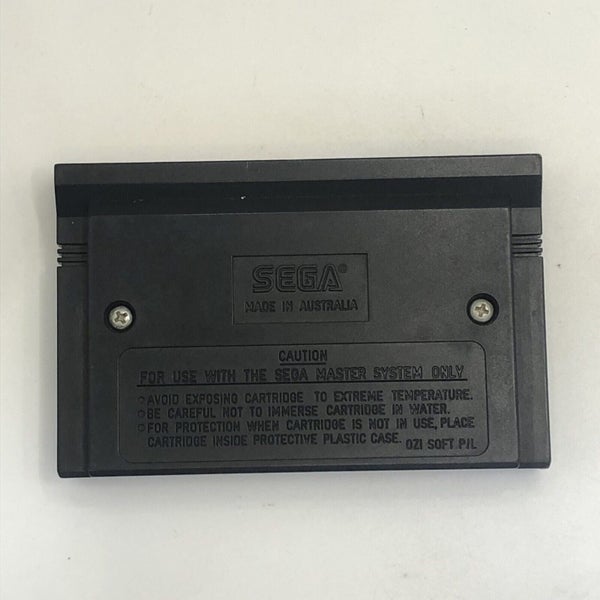 SEGA®
MADE IN AUSTRALIA
CAUTION
FOR USE WITH THE SEGA MASTER SYSTEM ONLY
○AVOID EXPOSING CARTRIDGE TO EXTREME TEMPERATURE.
○BE CAREFUL NOT TO IMMERSE CARTRIDGE IN WATER.
○FOR PROTECTION WHEN CARTRIDGE IS NOT IN USE, PLACE
CARTRIDGE INSIDE PROTECTIVE PLASTIC CASE. OZI SOFT P/L